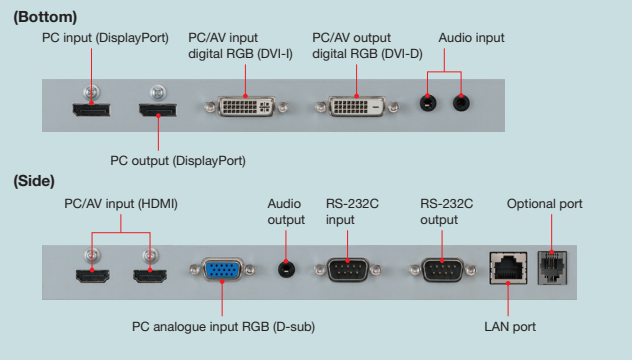 (Bottom)
PC input (DisplayPort)
PC/AV input
digital RGB (DVI-I)
PC/AV output
digital RGB (DVI-D)
Audio input
PC output (DisplayPort)
(Side)
PC/AV input (HDMI)
Audio
output
RS-232C
input
RS-232C
output
Optional port
PC analogue input RGB (D-sub)
LAN port